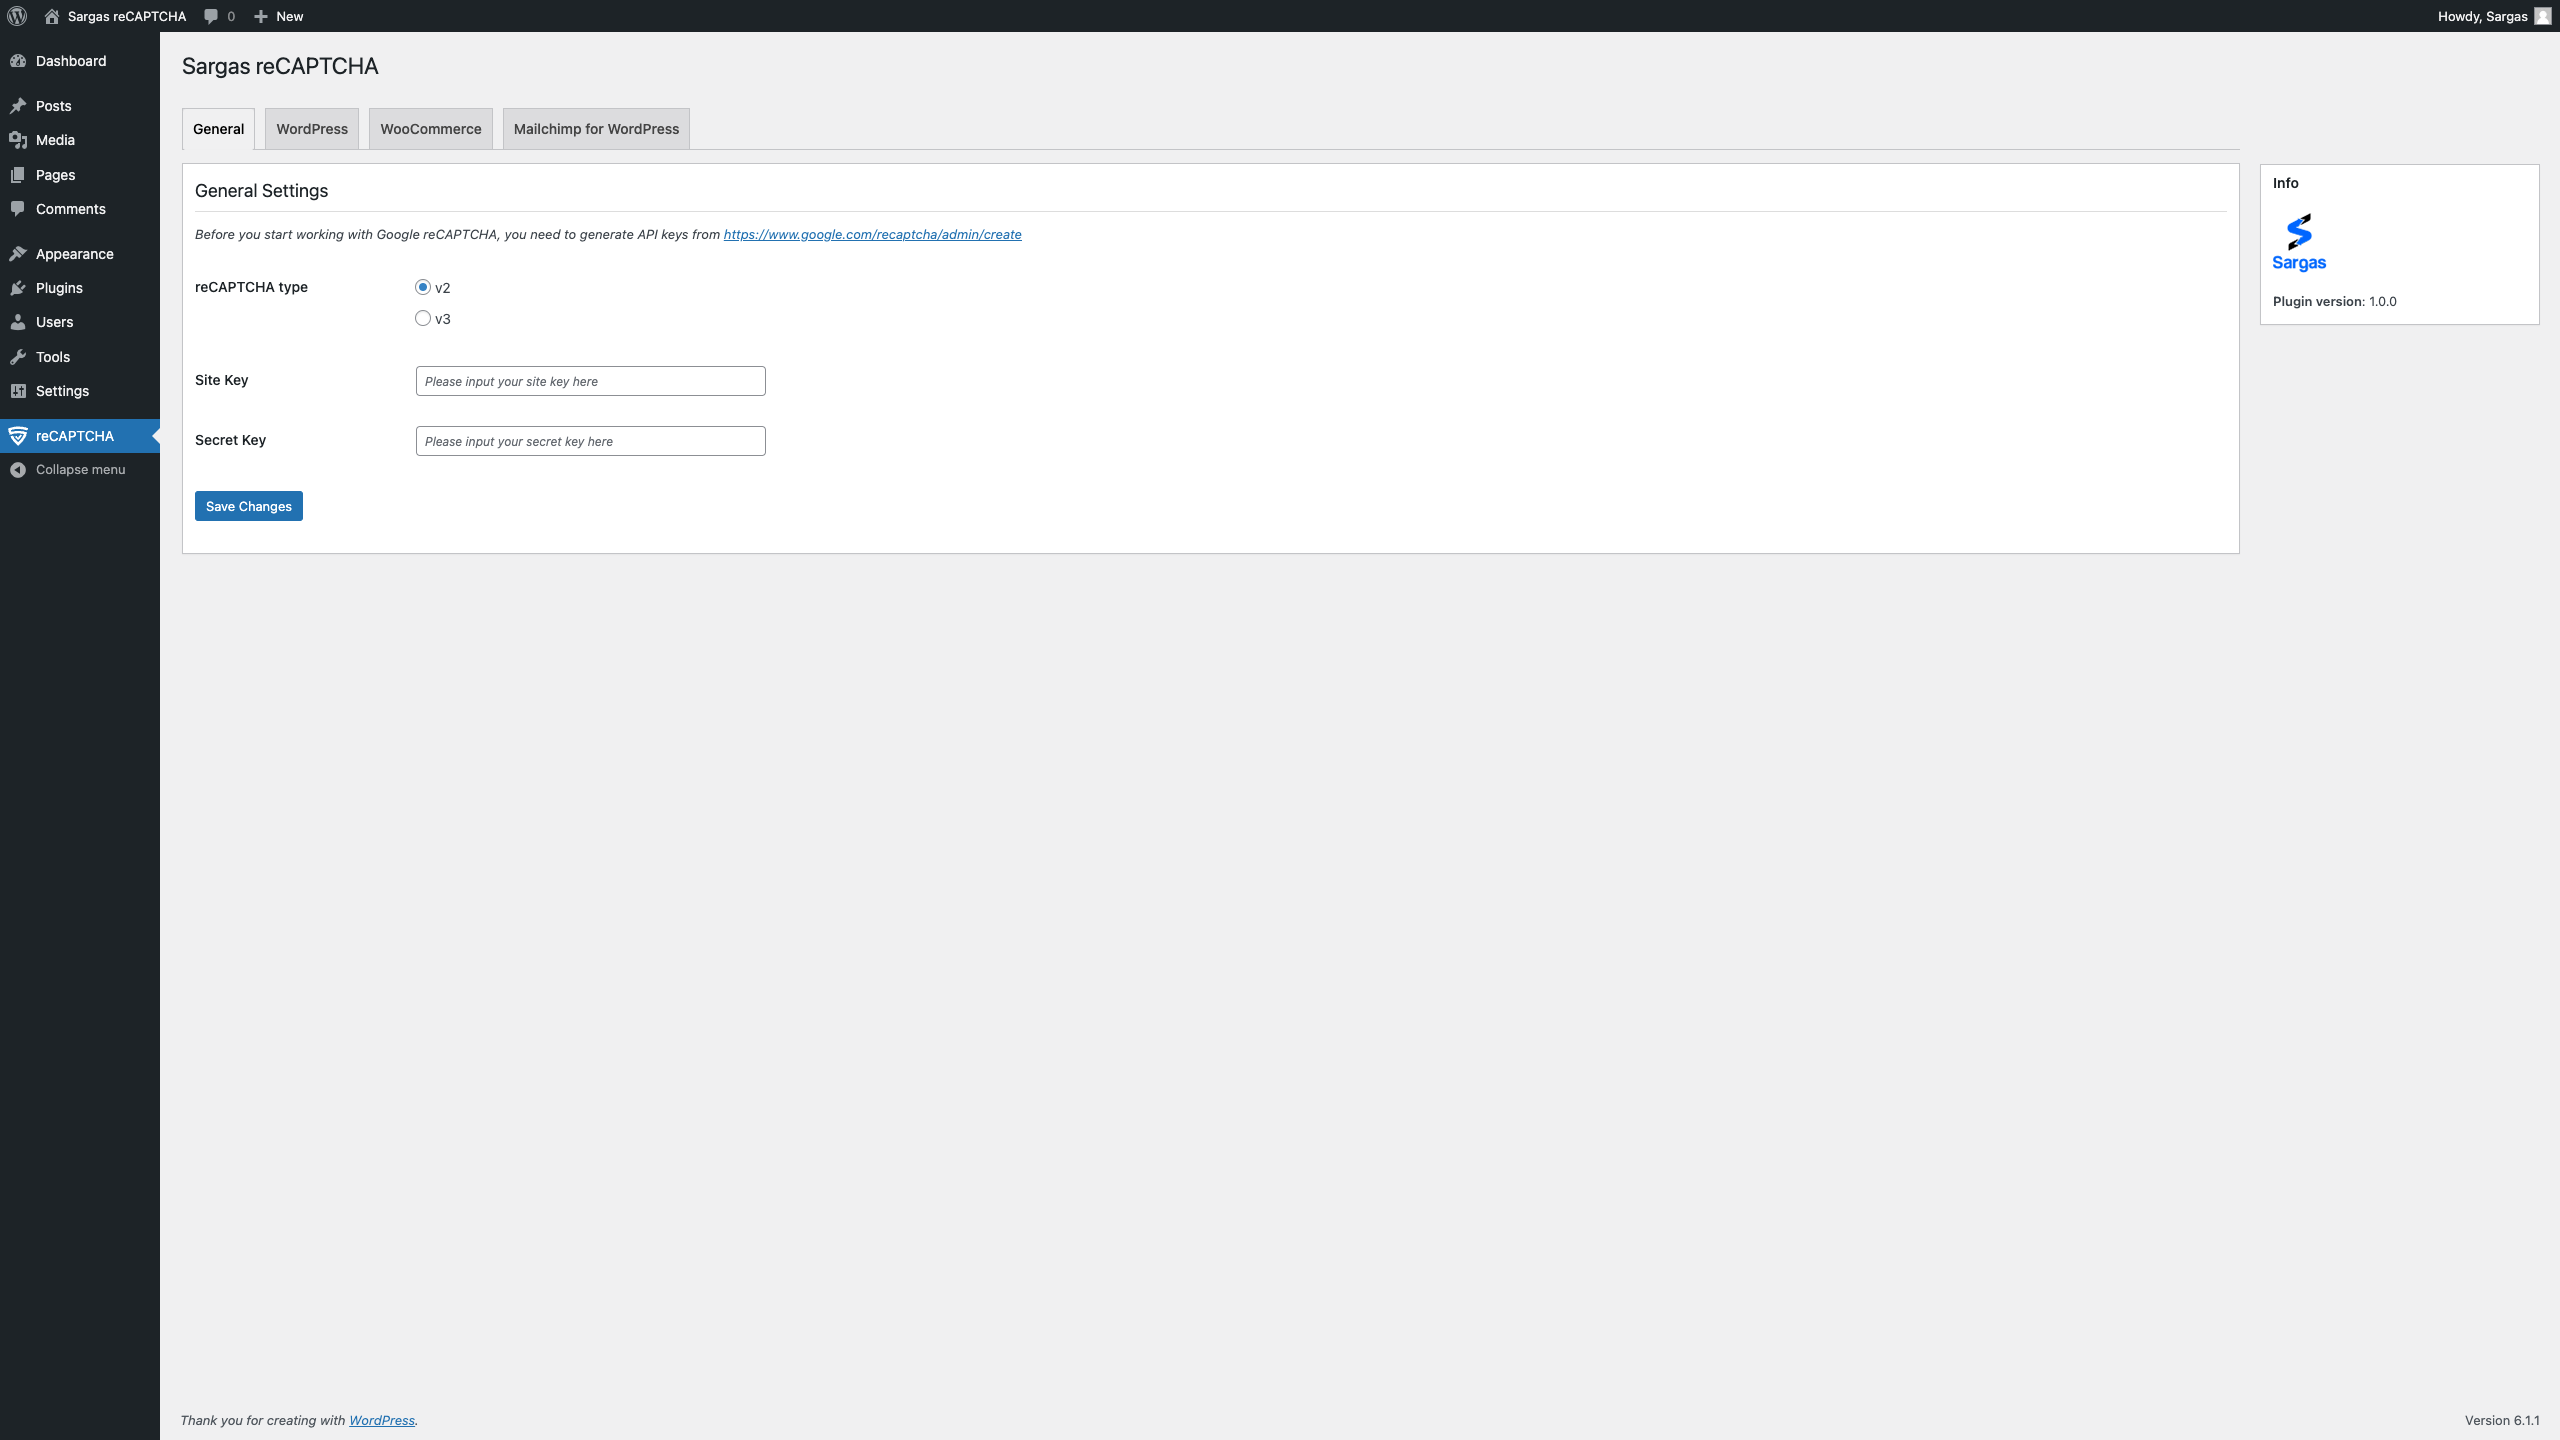 Sargas reCAPTCHA 0 New Howdy, Sargas
Dashboard
Posts
Media
Pages
Comments
Appearance
Plugins
Users
Tools
Settings
reCAPTCHA
Collapse menu
Sargas reCAPTCHA
General WordPress WooCommerce Mailchimp for WordPress
General Settings
Before you start working with Google reCAPTCHA, you need to generate API keys from https://www.google.com/recaptcha/admin/create
reCAPTCHA type
v2
v3
Site Key
Please input your site key here
Secret Key
Please input your secret key here
Save Changes
Info
Sargas
Plugin version: 1.0.0
Thank you for creating with WordPress.
Version 6.1.1